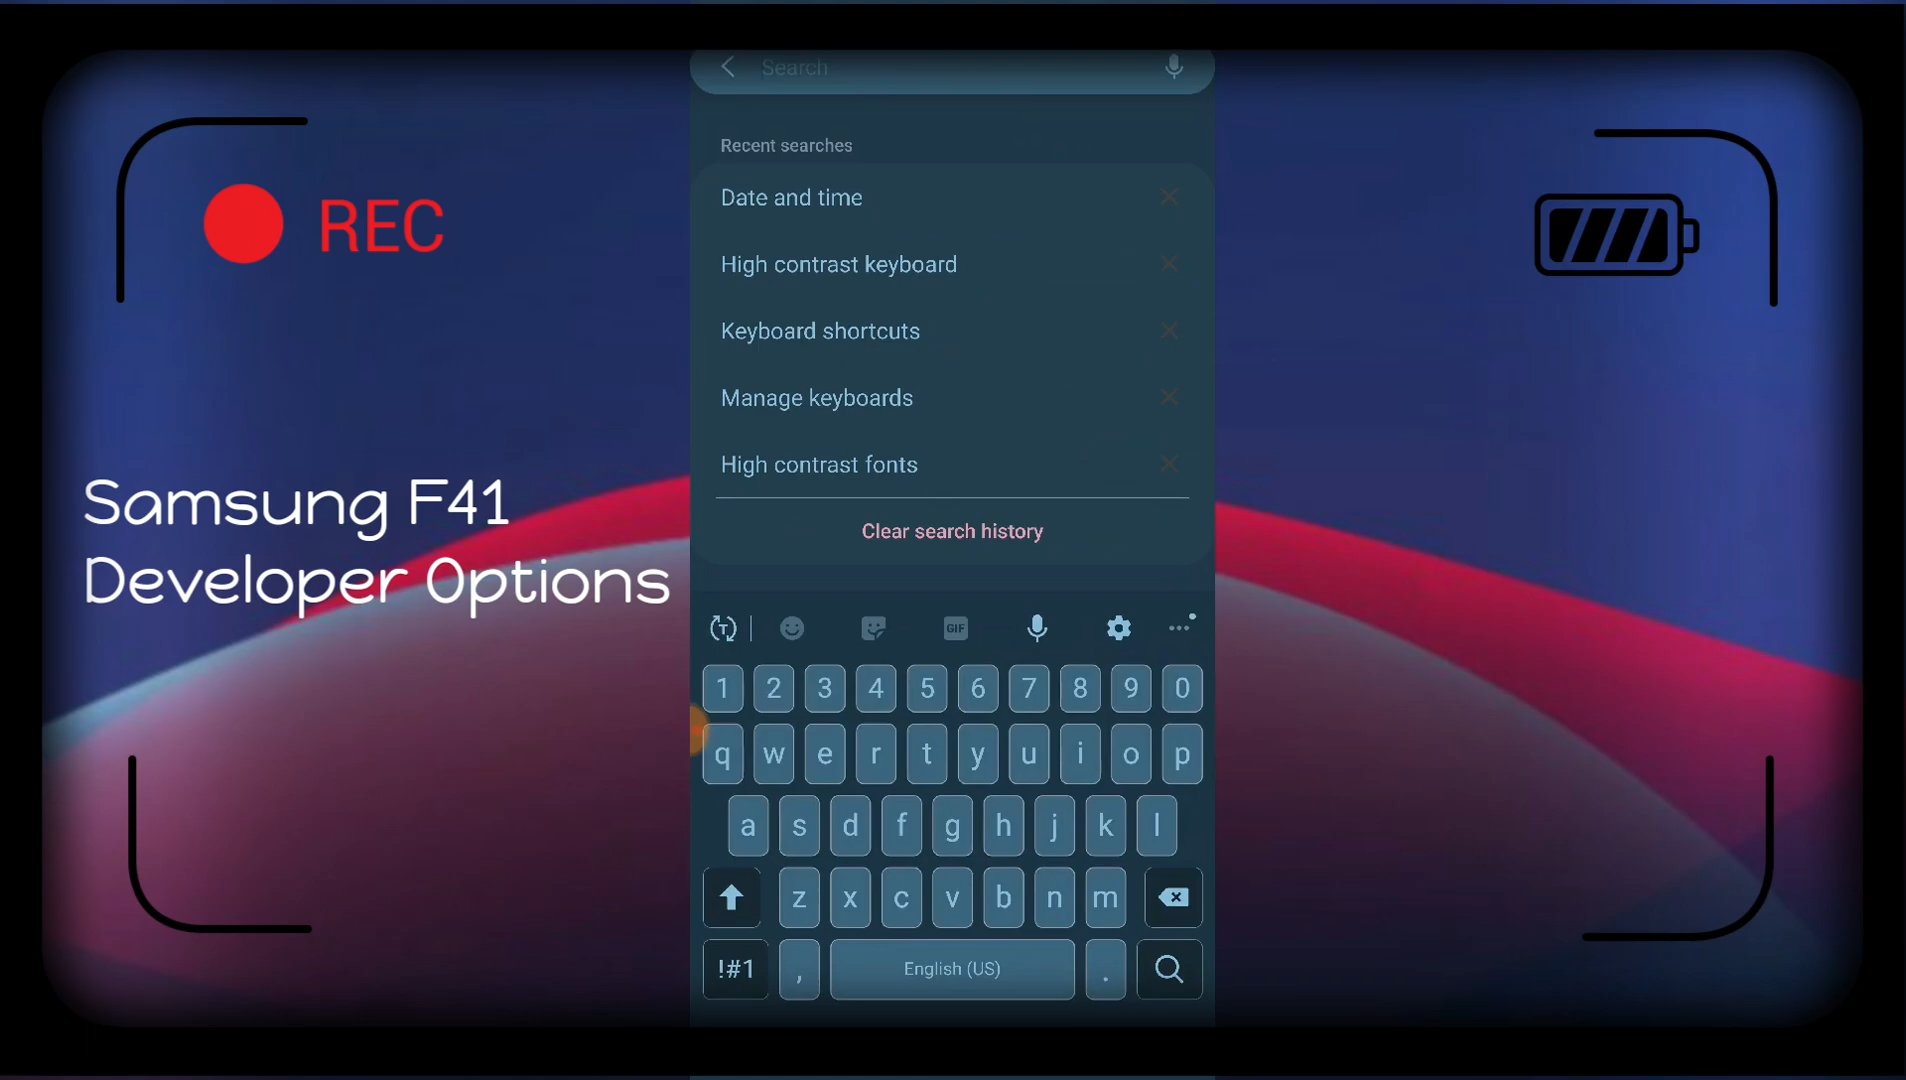 Search
Recent searches
REC
Date and time
High contrast keyboard
Keyboard shortcuts
Manage keyboards
High contrast fonts
Samsung F41
Developer Options
Clear search history
T
GIF
1 2 3 4 5 6 7 8 9 0
q w e r t y u i o p
a s d f g h j k l
z x c v b n m
!#1 , English (US) .